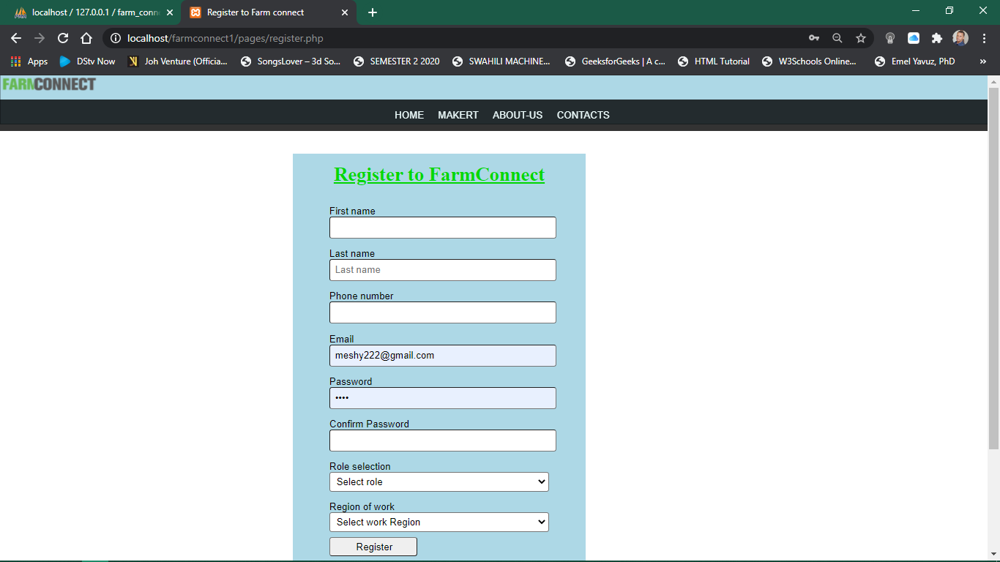 localhost / 127.0.0.1 / farm_conn
Register to Farm connect
localhost/farmconnect1/pages/register.php
Apps DStv Now Joh Venture (Officia... SongsLover – 3d So... SEMESTER 2 2020 SWAHILI MACHINE... GeeksforGeeks | A c... HTML Tutorial W3Schools Online... Emel Yavuz, PhD »
FARMCONNECT
HOME MAKERT ABOUT-US CONTACTS
Register to FarmConnect
First name
Last name
Last name
Phone number
Email
meshy222@gmail.com
Password
••••
Confirm Password
Role selection
Select role
Region of work
Select work Region
Register